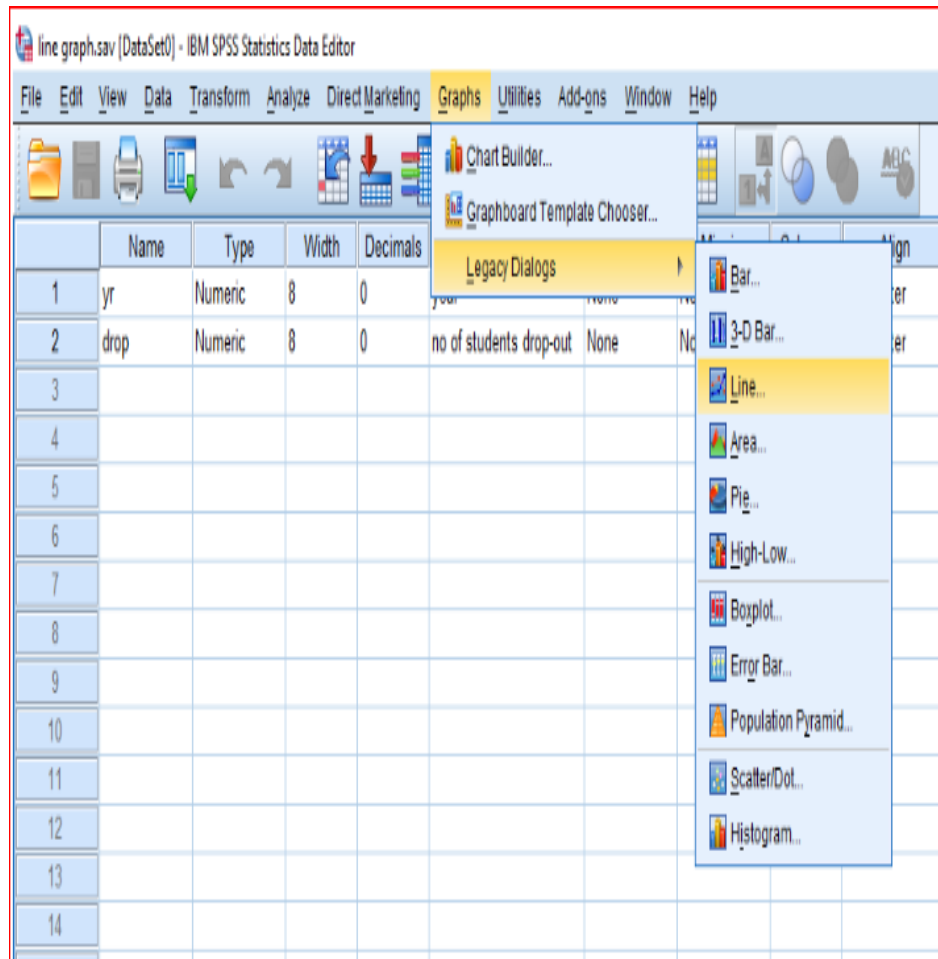 line graph.sav [DataSet0] - IBM SPSS Statistics Data Editor
File Edit View Data Transform Analyze Direct Marketing Graphs Utilities Add-ons Window Help
Chart Builder...
Graphboard Template Chooser...
Legacy Dialogs
A
1
ABC
Name Type Width Decimals
1 yr Numeric 8 0
2 drop Numeric 8 0 no of students drop-out None
3
4
5
6
7
8
9
10
11
12
13
14
Bar...
3-D Bar...
Line...
Area...
Pie...
High-Low...
Boxplot...
Error Bar...
Population Pyramid...
Scatter/Dot...
Histogram...